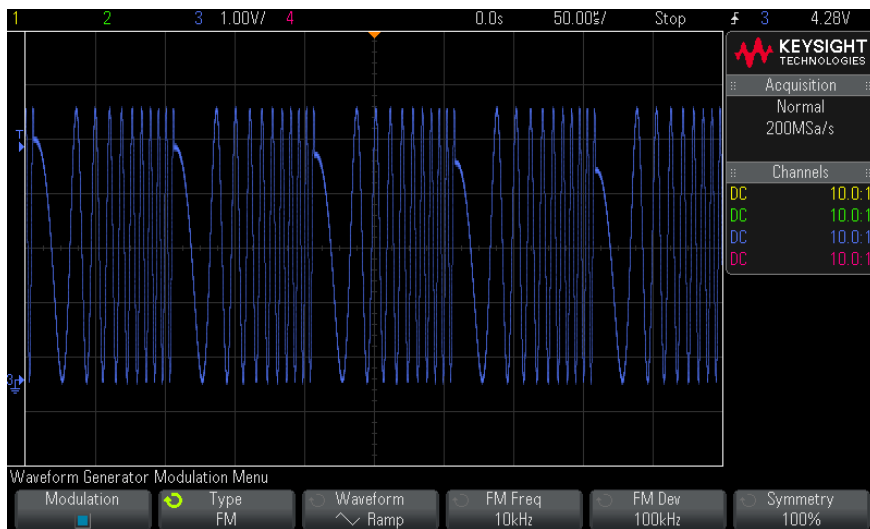 1 2 3 1.00V/ 4 0.0s 50.00µs/ Stop 3 4.28V
KEYSIGHT
TECHNOLOGIES
Acquisition
Normal
200MSa/s
Channels
DC 10.0:1
DC 10.0:1
DC 10.0:1
DC 10.0:1
T
3
Waveform Generator Modulation Menu
Modulation Type Waveform FM Freq FM Dev Symmetry
FM Ramp 10kHz 100kHz 100%